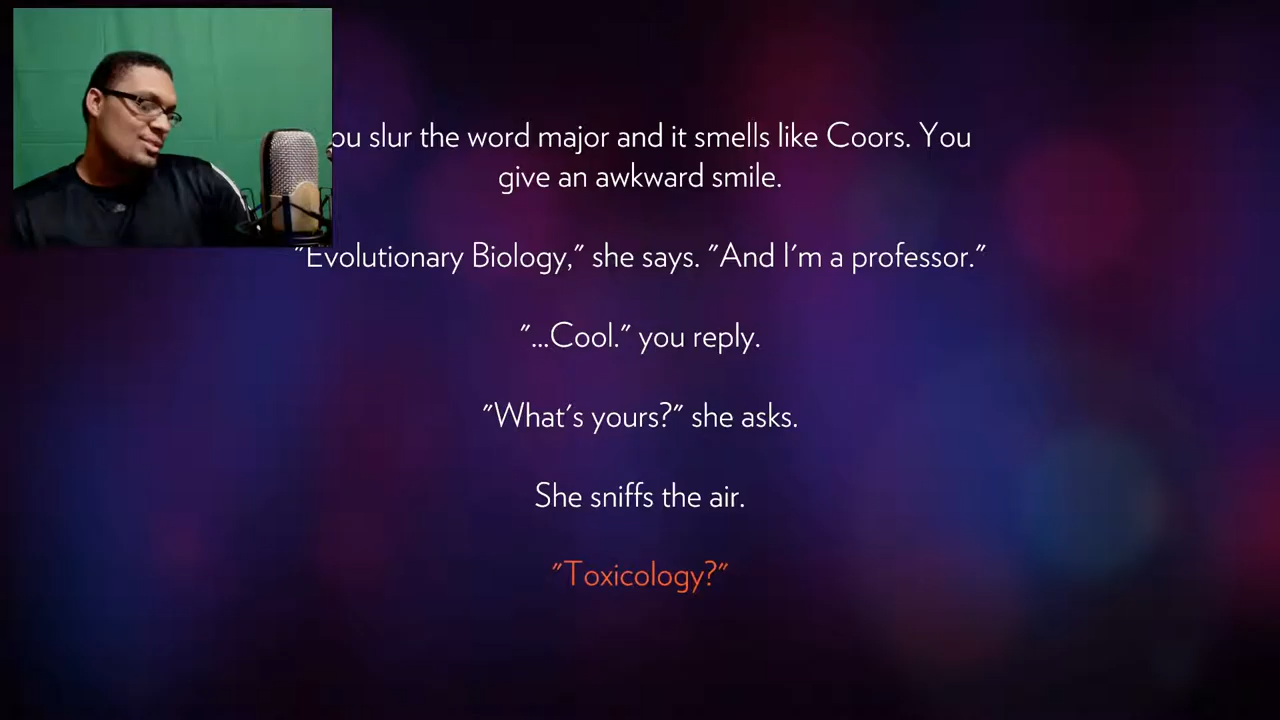 ou slur the word major and it smells like Coors. You
give an awkward smile.
"Evolutionary Biology," she says. "And I'm a professor."
"...Cool." you reply.
"What's yours?" she asks.
She sniffs the air.
"Toxicology?"